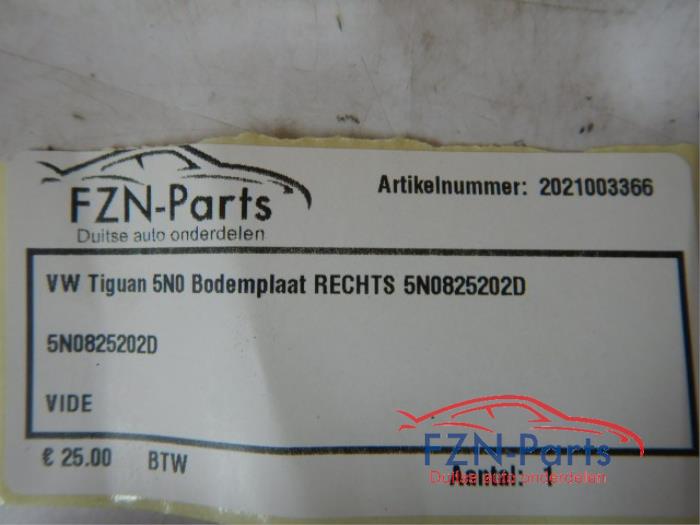 FZN-Parts
Duitse auto onderdelen
Artikelnummer: 2021003366
VW Tiguan 5N0 Bodemplaat RECHTS 5N0825202D
5N0825202D
VIDE
€ 25.00 BTW
Aantal: 1
FZN-Parts
Duitse auto onderdelen